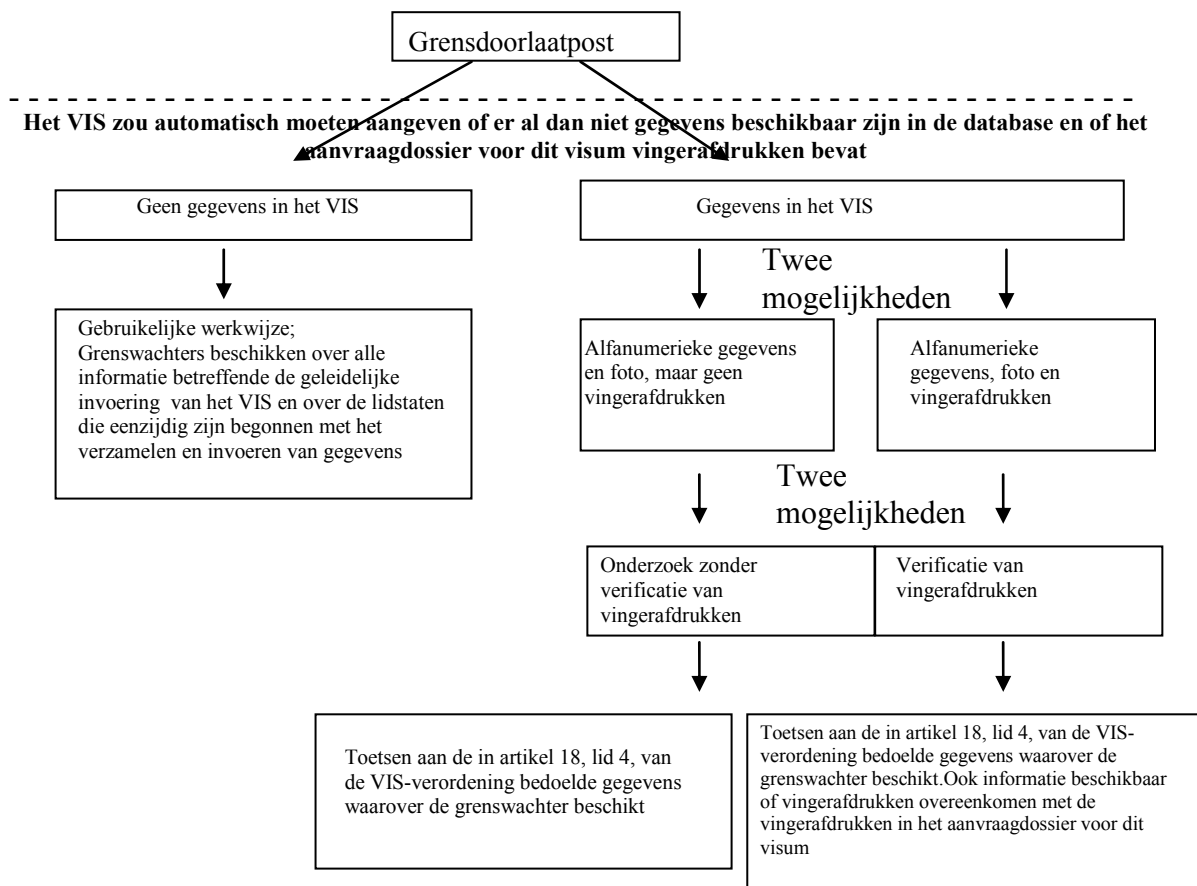 Grensdoorlaatpost
Het VIS zou automatisch moeten aangeven of er al dan niet gegevens beschikbaar zijn in de database en of het
aanvraagdossier voor dit visum vingerafdrukken bevat
Geen gegevens in het VIS
Gegevens in het VIS
Twee
mogelijkheden
Gebruikelijke werkwijze;
Grenswachters beschikken over alle
informatie betreffende de geleidelijke
invoering van het VIS en over de lidstaten
die eenzijdig zijn begonnen met het
verzamelen en invoeren van gegevens
Alfanumerieke gegevens
en foto, maar geen
vingerafdrukken
Alfanumerieke
gegevens, foto en
vingerafdrukken
Twee
mogelijkheden
Onderzoek zonder
verificatie van
vingerafdrukken
Verificatie van
vingerafdrukken
Toetsen aan de in artikel 18, lid 4, van
de VIS-verordening bedoelde gegevens
waarover de grenswachter beschikt
Toetsen aan de in artikel 18, lid 4, van de VIS-
verordening bedoelde gegevens waarover de
grenswachter beschikt.Ook informatie beschikbaar
of vingerafdrukken overeenkomen met de
vingerafdrukken in het aanvraagdossier voor dit
visum